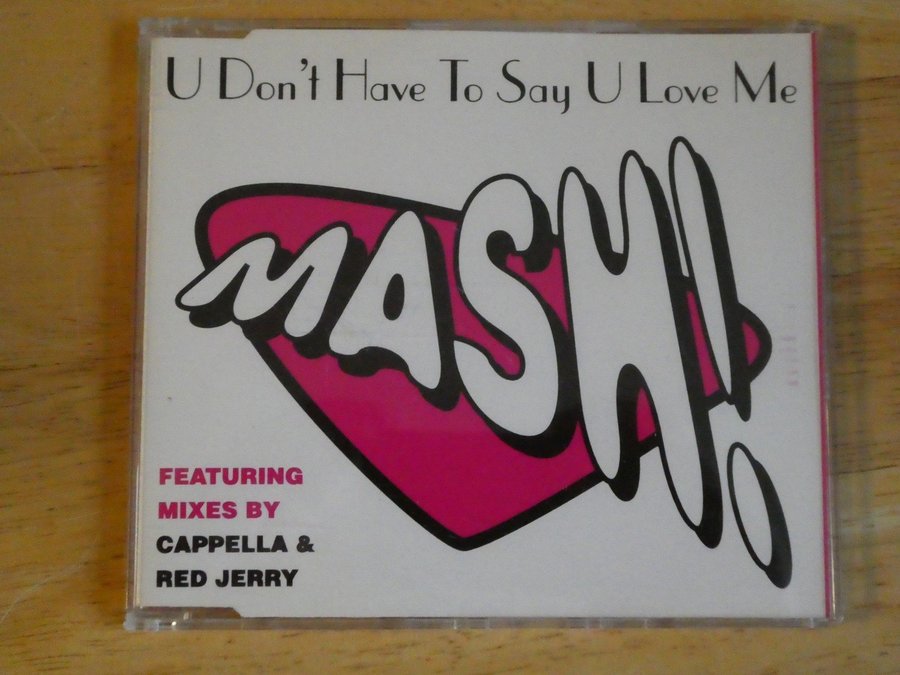 U Don't Have To Say U Love Me
MASH!
FEATURING
MIXES BY
CAPPELLA &
RED JERRY